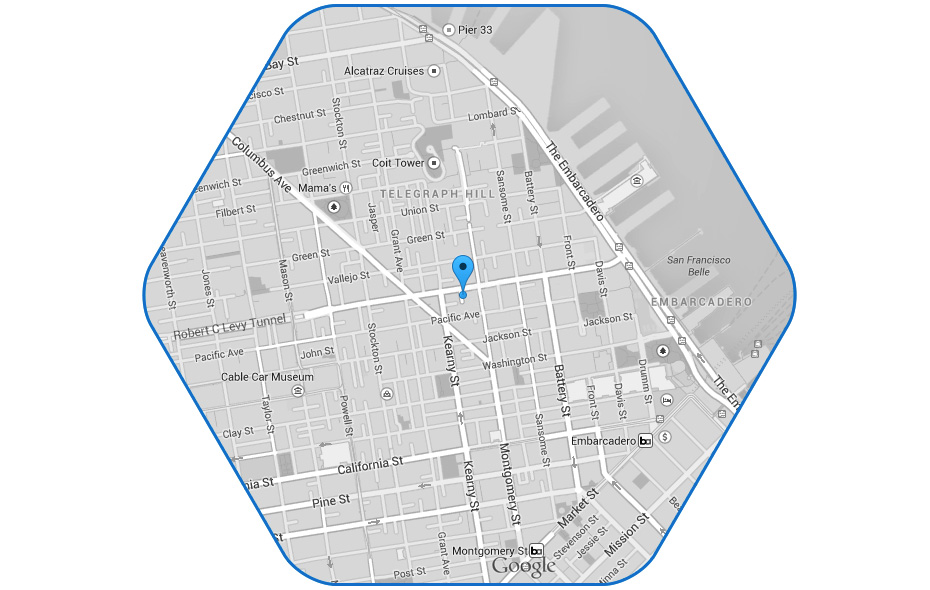 Pier 33
Bay St
Alcatraz Cruises
cisco St
Stockton St
Chestnut St
Lombard St
Columbus Ave
The Embarcadero
Greenwich St
Coit Tower
eenwich St
Mama's
TELEGRAPH HILL
Sansome St
Battery St
Filbert St
Jasper
Union St
Grant Ave
Green St
Front St
Green St
San Francisco
Belle
eavenworth St
Jones St
Mason St
Vallejo St
Davis St
EMBARCADERO
Robert C Levy Tunnel
Pacific Ave
Jackson St
Jackson St
Stockton St
Pacific Ave
John St
Kearny St
Washington St
Cable Car Museum
Battery St
Drumm St
The Em
Taylor St
Powell St
Front St
Davis St
Clay St
Sansome St
Embarcadero
California St
nia St
Montgomery St
Kearny St
Pine St
Market St
Be
St
Grant Ave
Stevenson St
Jessie St
Mission St
Montgomery St
Post St
Google
inna St